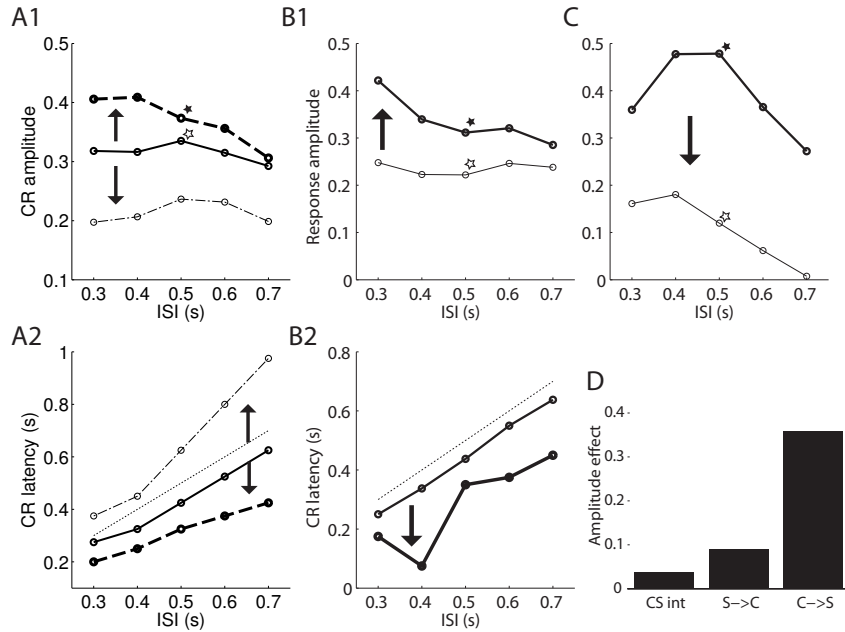 A1
0.5
0.4
0.3
0.2
0.1
CR amplitude
0.3 0.4 0.5 0.6 0.7
ISI (s)
B1
0.5
0.4
0.3
0.2
0.1
0
Response amplitude
0.3 0.4 0.5 0.6 0.7
ISI (s)
C
0.5
0.4
0.3
0.2
0.1
0
0.3 0.4 0.5 0.6 0.7
ISI (s)
A2
1
0.8
0.6
0.4
0.2
CR latency (s)
0.3 0.4 0.5 0.6 0.7
ISI (s)
B2
0.8
0.6
0.4
0.2
0
CR latency (s)
0.3 0.4 0.5 0.6 0.7
ISI (s)
D
0.4
0.3
0.2
0.1
0
Amplitude effect
CS int S->C C->S